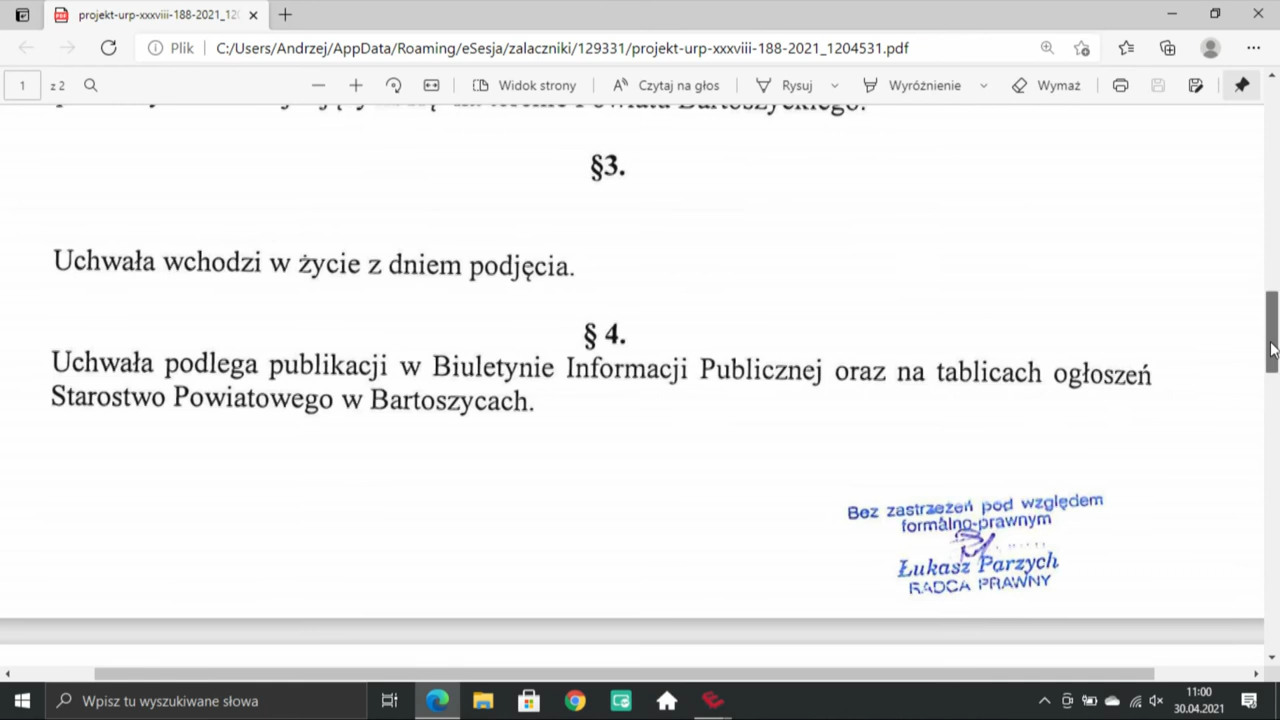 projekt-urp-xxxviii-188-2021_120
Plik
C:/Users/Andrzej/AppData/Roaming/eSesja/zalaczniki/129331/projekt-urp-xxxviii-188-2021_1204531.pdf
1 z 2 Widok strony Czytaj na głos Rysuj Wyróżnienie Wymaż
Powiata Bartoszyckiego.
§3.
Uchwała wchodzi w życie z dniem podjęcia.
§ 4.
Uchwała podlega publikacji w Biuletynie Informacji Publicznej oraz na tablicach ogłoszeń
Starostwo Powiatowego w Bartoszycach.
Bez zastrzeżeń pod względem
formalno-prawnym
Łukasz Parzych
RADCA PRAWNY
Wpisz tu wyszukiwane słowa
11:00
30.04.2021